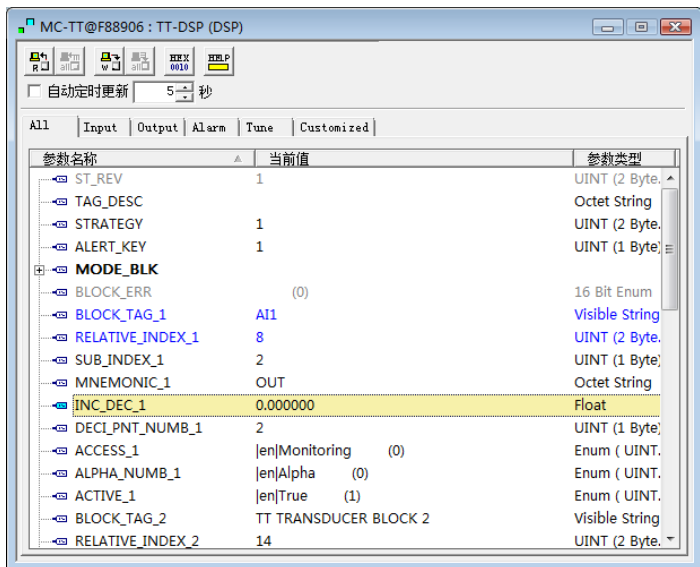 MC-TT@F88906 : TT-DSP (DSP)
R all w all HEX 0010 HELP
自动定时更新 5 秒
All Input Output Alarm Tune Customized
参数名称 当前值 参数类型
ST_REV 1 UINT (2 Byte.
TAG_DESC Octet String
STRATEGY 1 UINT (2 Byte.
ALERT_KEY 1 UINT (1 Byte)
MODE_BLK
BLOCK_ERR (0) 16 Bit Enum
BLOCK_TAG_1 AI1 Visible String
RELATIVE_INDEX_1 8 UINT (2 Byte.
SUB_INDEX_1 2 UINT (1 Byte)
MNEMONIC_1 OUT Octet String
INC_DEC_1 0.000000 Float
DECI_PNT_NUMB_1 2 UINT (1 Byte)
ACCESS_1 |en|Monitoring (0) Enum ( UINT.
ALPHA_NUMB_1 |en|Alpha (0) Enum ( UINT.
ACTIVE_1 |en|True (1) Enum ( UINT.
BLOCK_TAG_2 TT TRANSDUCER BLOCK 2 Visible String
RELATIVE_INDEX_2 14 UINT (2 Byte.